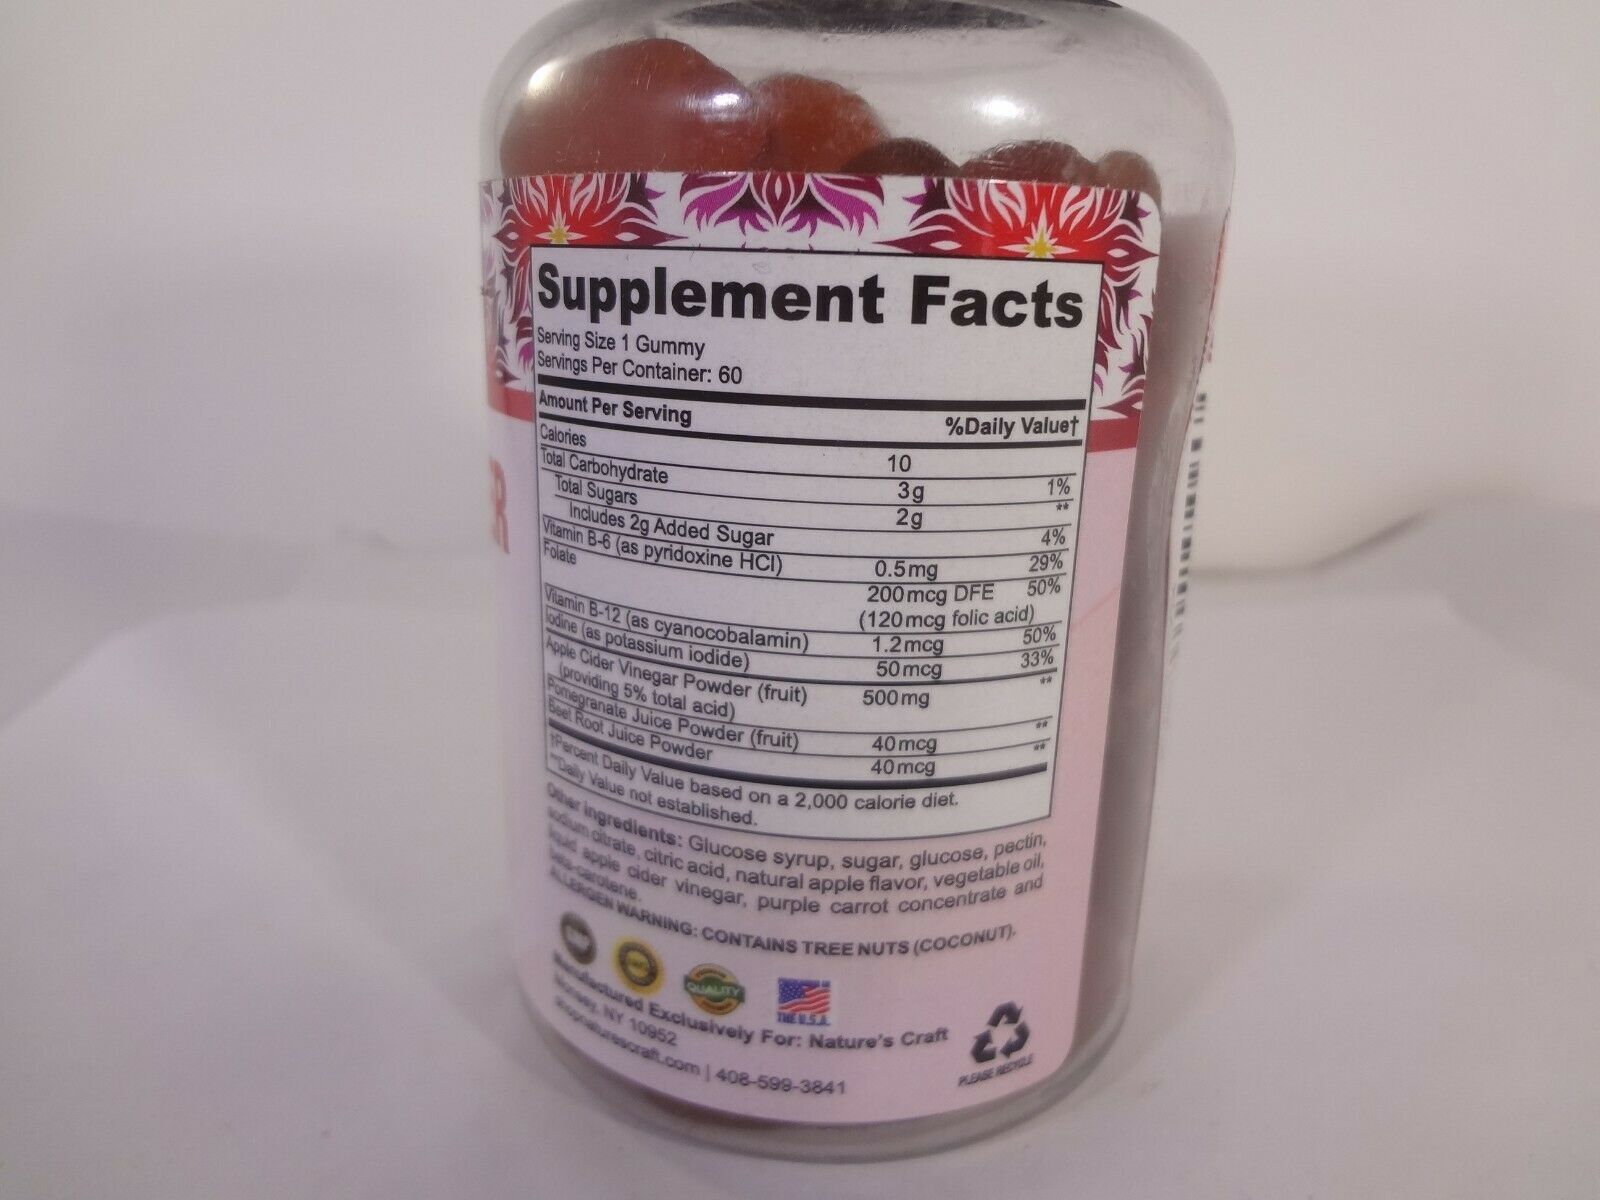 ER
Supplement Facts
Serving Size 1 Gummy
Servings Per Container: 60
Amount Per Serving %Daily Value†
Calories 10
Total Carbohydrate 3g 1%
Total Sugars 2g **
Includes 2g Added Sugar 4%
Vitamin B-6 (as pyridoxine HCl) 0.5mg 29%
Folate 200mcg DFE 50%
(120mcg folic acid)
Vitamin B-12 (as cyanocobalamin) 1.2mcg 50%
Iodine (as potassium iodide) 50mcg 33%
Apple Cider Vinegar Powder (fruit) 500mg **
(providing 5% total acid)
Pomegranate Juice Powder (fruit) 40mcg **
Beet Root Juice Powder 40mcg **
†Percent Daily Value based on a 2,000 calorie diet.
**Daily Value not established.
Other ingredients: Glucose syrup, sugar, glucose, pectin,
sodium citrate, citric acid, natural apple flavor, vegetable oil,
liquid apple cider vinegar, purple carrot concentrate and
beta-carotene.
ALLERGEN WARNING: CONTAINS TREE NUTS (COCONUT).
QUALITY
THE U.S.A.
Manufactured Exclusively For: Nature's Craft
Monsey, NY 10952
shopnaturescraft.com | 408-599-3841
PLEASE RECYCLE